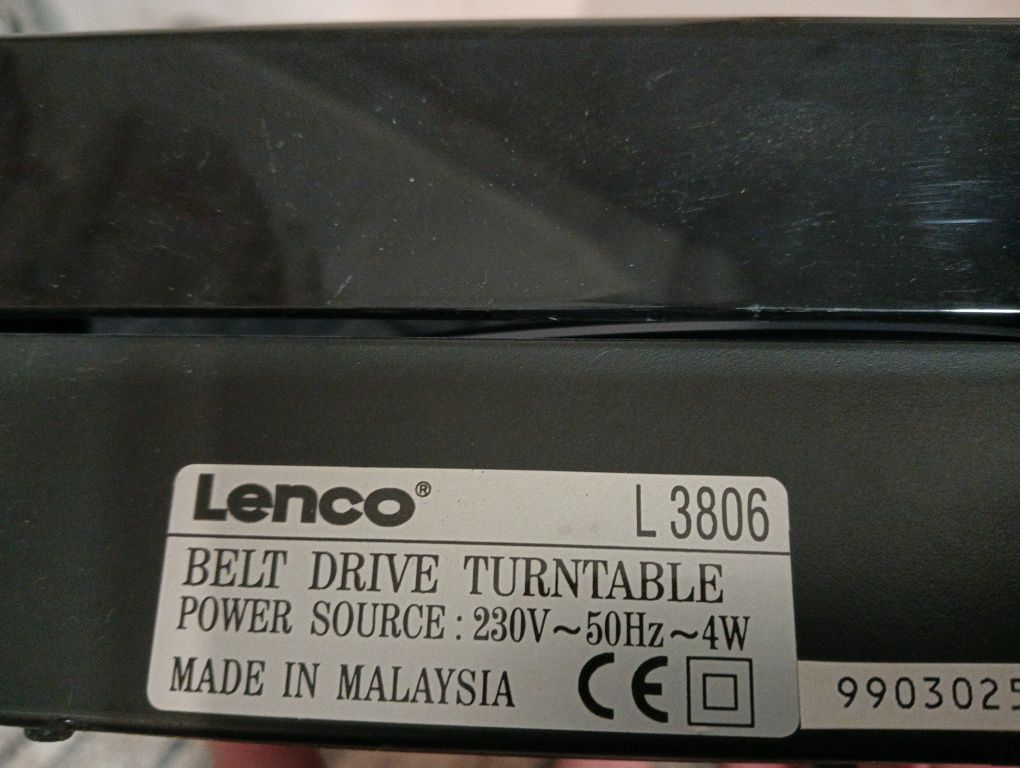 Lenco®
L 3806
BELT DRIVE TURNTABLE
POWER SOURCE : 230V~50Hz~4W
MADE IN MALAYSIA CE
9903025